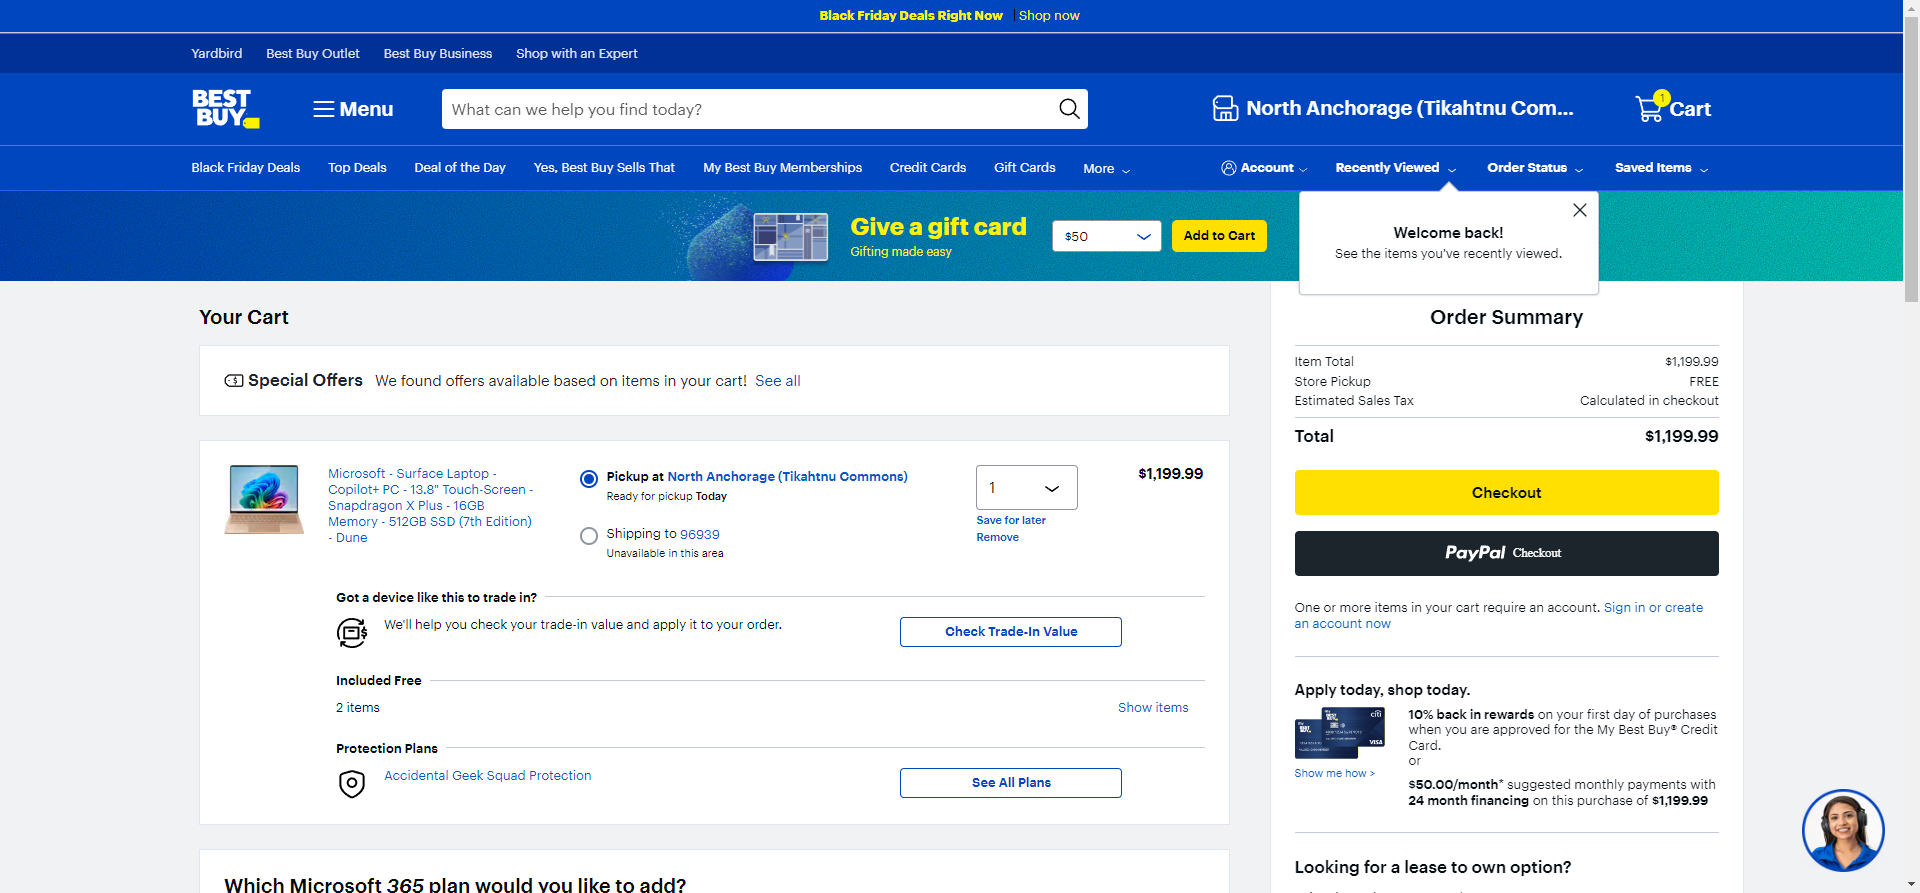 Black Friday Deals Right Now | Shop now
Yardbird Best Buy Outlet Best Buy Business Shop with an Expert
BEST BUY
Menu
What can we help you find today?
North Anchorage (Tikahtnu Com...
1
Cart
Black Friday Deals Top Deals Deal of the Day Yes, Best Buy Sells That My Best Buy Memberships Credit Cards Gift Cards More
Account Recently Viewed Order Status Saved Items
Give a gift card
Gifting made easy
$50
Add to Cart
Welcome back!
See the items you've recently viewed.
Your Cart
Special Offers We found offers available based on items in your cart! See all
Microsoft - Surface Laptop -
Copilot+ PC - 13.8" Touch-Screen -
Snapdragon X Plus - 16GB
Memory - 512GB SSD (7th Edition)
- Dune
Pickup at North Anchorage (Tikahtnu Commons)
Ready for pickup Today
Shipping to 96939
Unavailable in this area
1
Save for later
Remove
$1,199.99
Got a device like this to trade in?
We'll help you check your trade-in value and apply it to your order.
Check Trade-In Value
Included Free
2 items
Show items
Protection Plans
Accidental Geek Squad Protection
See All Plans
Which Microsoft 365 plan would you like to add?
Order Summary
Item Total $1,199.99
Store Pickup FREE
Estimated Sales Tax Calculated in checkout
Total $1,199.99
Checkout
PayPal Checkout
One or more items in your cart require an account. Sign in or create
an account now
Apply today, shop today.
BEST BUY
citi
VISA
Show me how >
10% back in rewards on your first day of purchases
when you are approved for the My Best Buy® Credit
Card.
or
$50.00/month* suggested monthly payments with
24 month financing on this purchase of $1,199.99
Looking for a lease to own option?